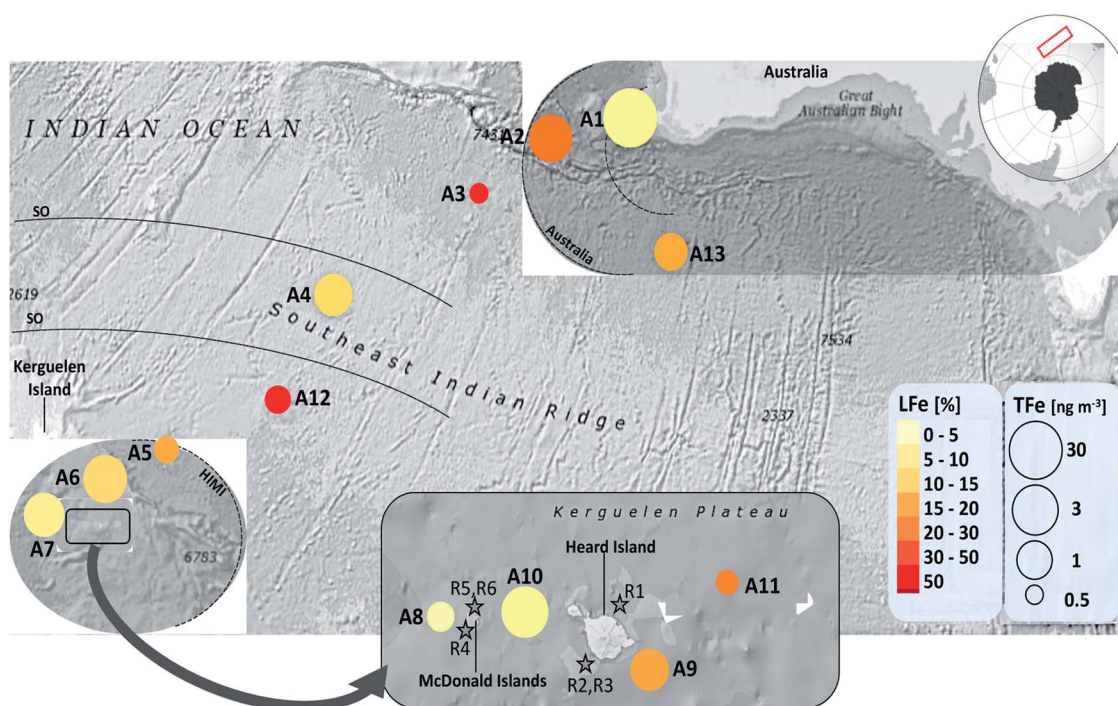 Australia
Great
Australian Bight
INDIAN OCEAN
A1
A2
A3
Australia
A13
SO
A4
2619
SO
Southeast Indian Ridge
7534
2337
Kerguelen
Island
A12
A5
A6
HIMI
A7
6783
LFe [%]
0 - 5
5 - 10
10 - 15
15 - 20
20 - 30
30 - 50
50
TFe [ng m⁻³]
30
3
1
0.5
Kerguelen Plateau
Heard Island
A11
A10
R5,R6
R1
A8
R4
A9
McDonald Islands
R2,R3